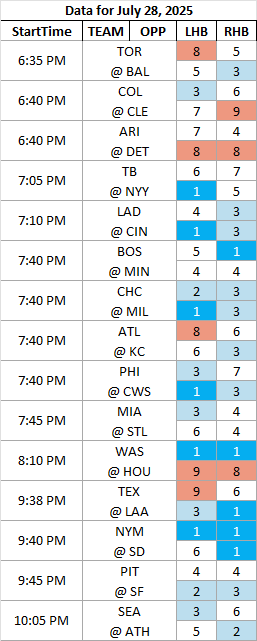 Data for July 28, 2025
StartTime TEAM OPP LHB RHB
6:35 PM
TOR 8 5
@ BAL 5 3
6:40 PM
COL 3 6
@ CLE 7 9
6:40 PM
ARI 7 4
@ DET 8 8
7:05 PM
TB 6 7
@ NYY 1 5
7:10 PM
LAD 4 3
@ CIN 1 3
7:40 PM
BOS 5 1
@ MIN 4 4
7:40 PM
CHC 2 3
@ MIL 1 3
7:40 PM
ATL 8 6
@ KC 6 3
7:40 PM
PHI 3 7
@ CWS 1 3
7:45 PM
MIA 3 4
@ STL 6 4
8:10 PM
WAS 1 1
@ HOU 9 8
9:38 PM
TEX 9 6
@ LAA 3 1
9:40 PM
NYM 1 1
@ SD 6 1
9:45 PM
PIT 4 4
@ SF 2 3
10:05 PM
SEA 3 6
@ ATH 5 2